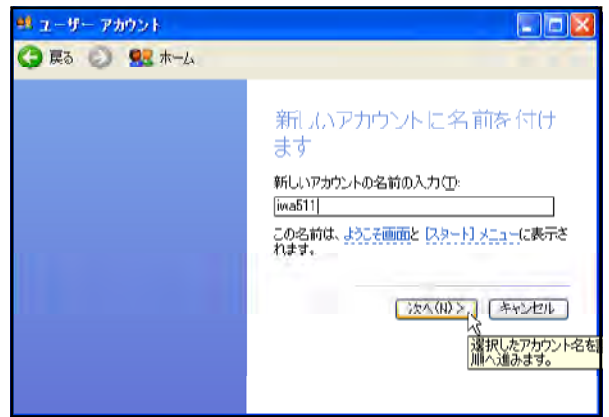 ユーザー アカウント
戻る ホーム
新しいアカウントに名前を付け
ます
新しいアカウントの名前の入力(T):
iwa511
この名前は、ようこそ画面と [スタート] メニューに表示さ
れます。
次へ(N) > キャンセル
選択したアカウント名を
順へ進みます。